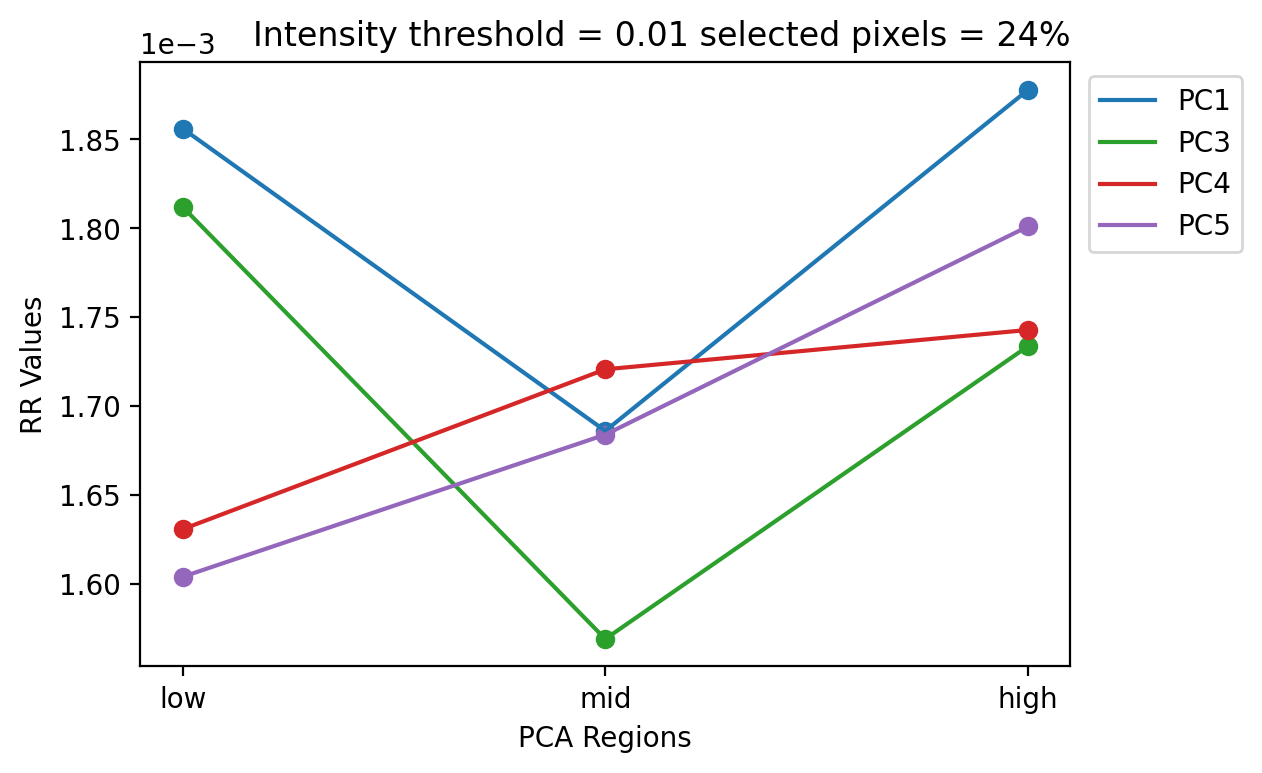 Intensity threshold = 0.01 selected pixels = 24%
1e−3
1.85
1.80
1.75
1.70
1.65
1.60
RR Values
low mid high
PCA Regions
PC1
PC3
PC4
PC5